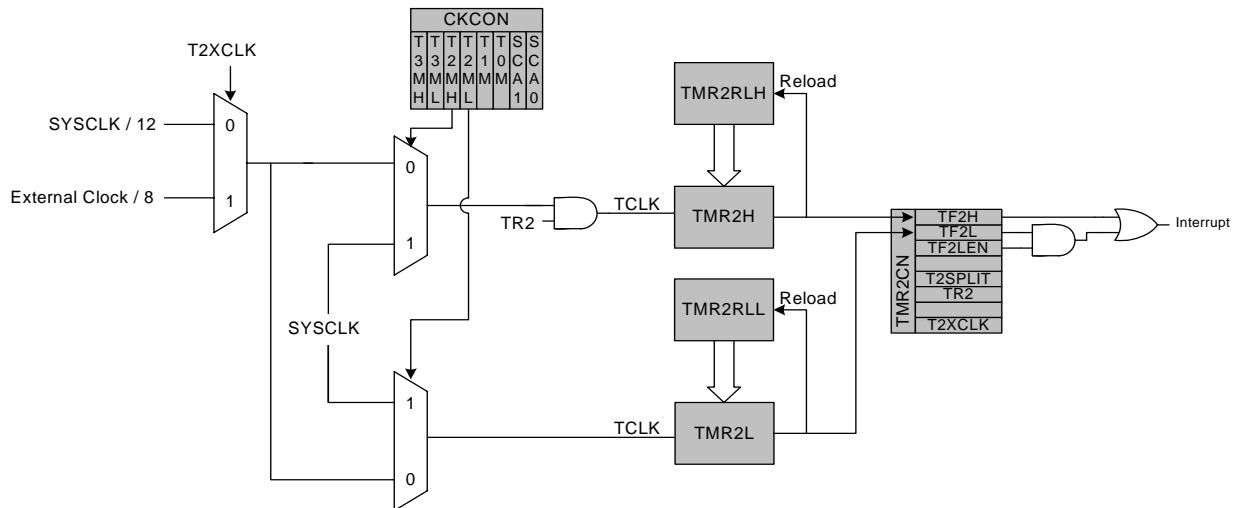 CKCON
T3MH
T3ML
T2MH
T2ML
T1M
T0M
SCA1
SCA0
T2XCLK
SYSCLK / 12
0
External Clock / 8
1
0
1
SYSCLK
1
0
TR2
TCLK
TMR2RLH
Reload
TMR2H
TCLK
TMR2RLL
Reload
TMR2L
TMR2CN
TF2H
TF2L
TF2LEN
T2SPLIT
TR2
T2XCLK
Interrupt